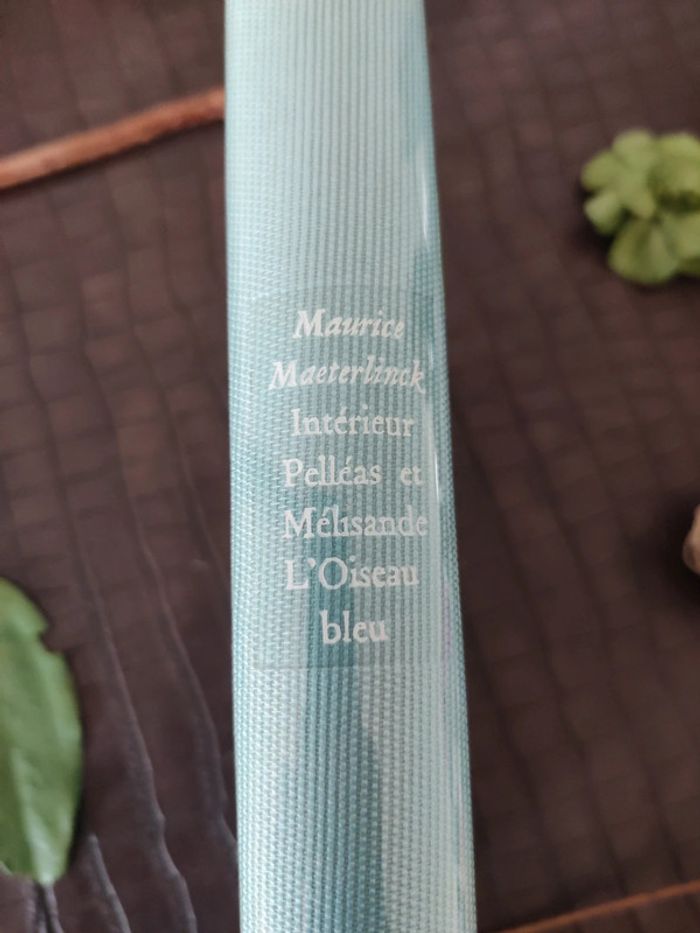 Maurice
Maeterlinck
Intérieur
Pelléas et
Mélisande
L'Oiseau
bleu